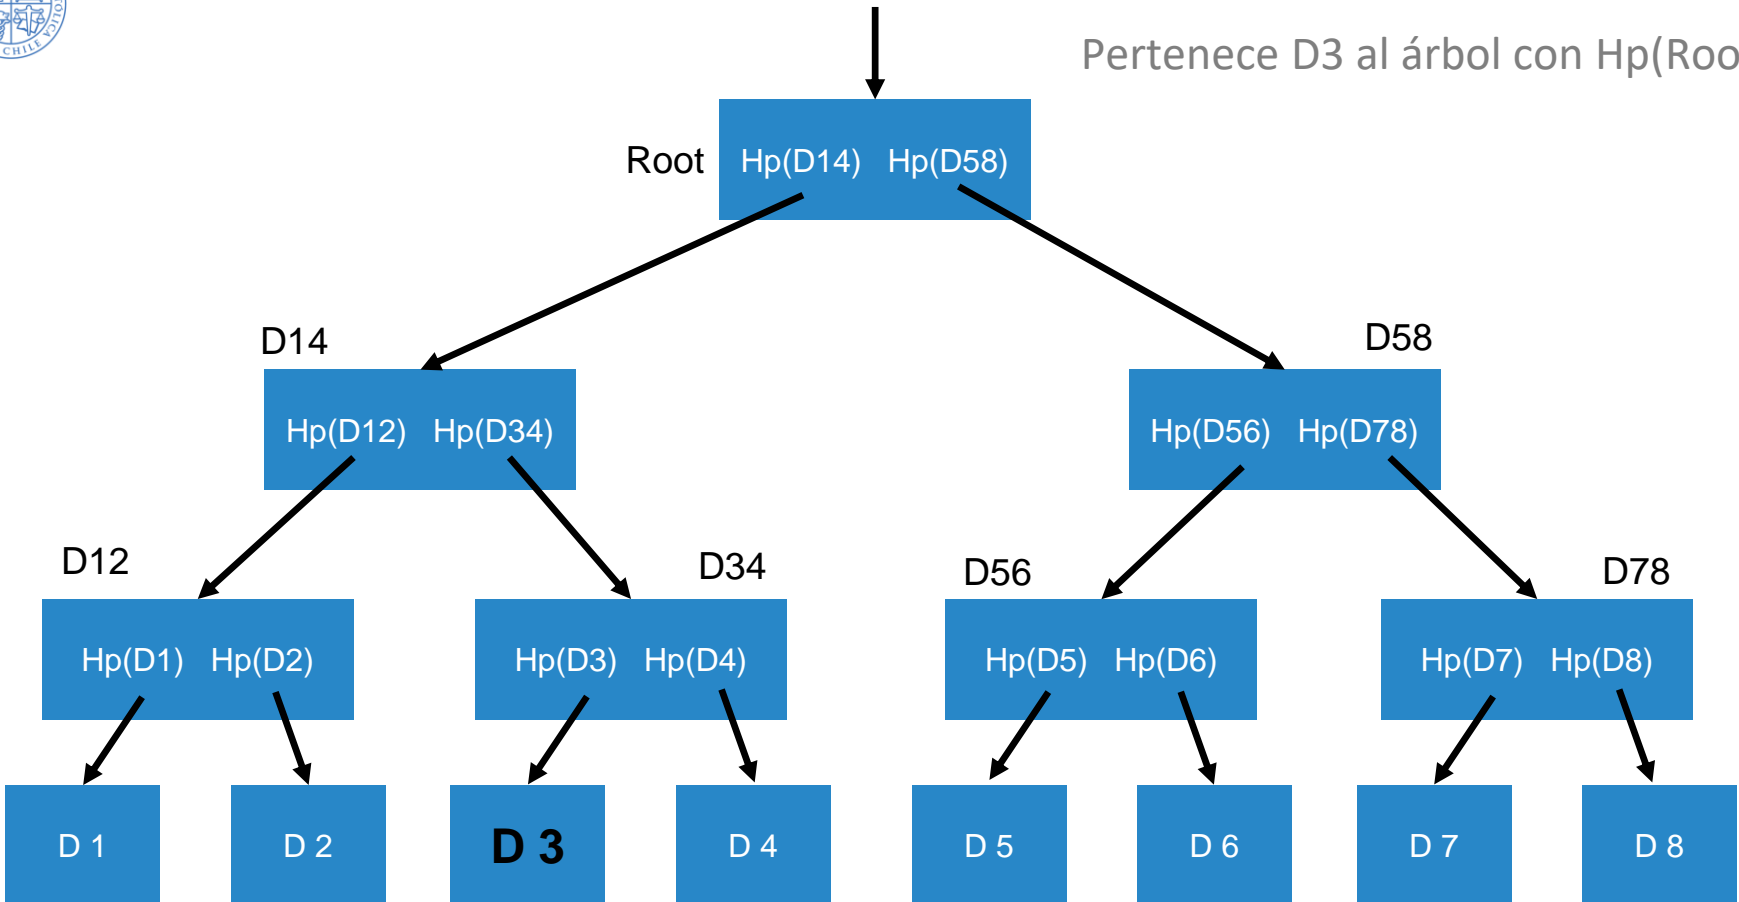 CHILE
Pertenece D3 al árbol con Hp(Roo
Root
Hp(D14) Hp(D58)
D14
D58
Hp(D12) Hp(D34)
Hp(D56) Hp(D78)
D12
D34
D56
D78
Hp(D1) Hp(D2)
Hp(D3) Hp(D4)
Hp(D5) Hp(D6)
Hp(D7) Hp(D8)
D 1
D 2
D 3
D 4
D 5
D 6
D 7
D 8